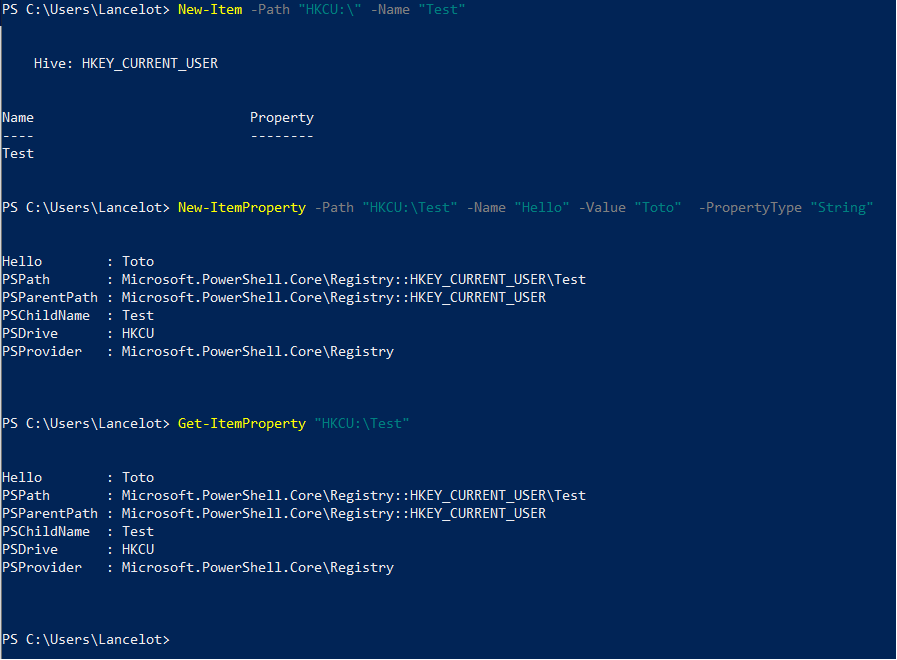 PS C:\Users\Lancelot> New-Item -Path "HKCU:\" -Name "Test"
    Hive: HKEY_CURRENT_USER
Name                           Property
----                           --------
Test
PS C:\Users\Lancelot> New-ItemProperty -Path "HKCU:\Test" -Name "Hello" -Value "Toto"  -PropertyType "String"
Hello        : Toto
PSPath       : Microsoft.PowerShell.Core\Registry::HKEY_CURRENT_USER\Test
PSParentPath : Microsoft.PowerShell.Core\Registry::HKEY_CURRENT_USER
PSChildName  : Test
PSDrive      : HKCU
PSProvider   : Microsoft.PowerShell.Core\Registry
PS C:\Users\Lancelot> Get-ItemProperty "HKCU:\Test"
Hello        : Toto
PSPath       : Microsoft.PowerShell.Core\Registry::HKEY_CURRENT_USER\Test
PSParentPath : Microsoft.PowerShell.Core\Registry::HKEY_CURRENT_USER
PSChildName  : Test
PSDrive      : HKCU
PSProvider   : Microsoft.PowerShell.Core\Registry
PS C:\Users\Lancelot>